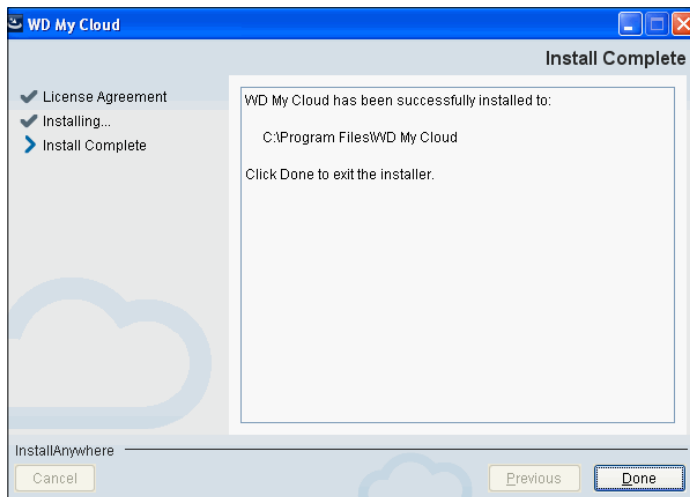 WD My Cloud
Install Complete
License Agreement
Installing...
Install Complete
WD My Cloud has been successfully installed to:
C:\Program Files\WD My Cloud
Click Done to exit the installer.
InstallAnywhere
Cancel
Previous
Done